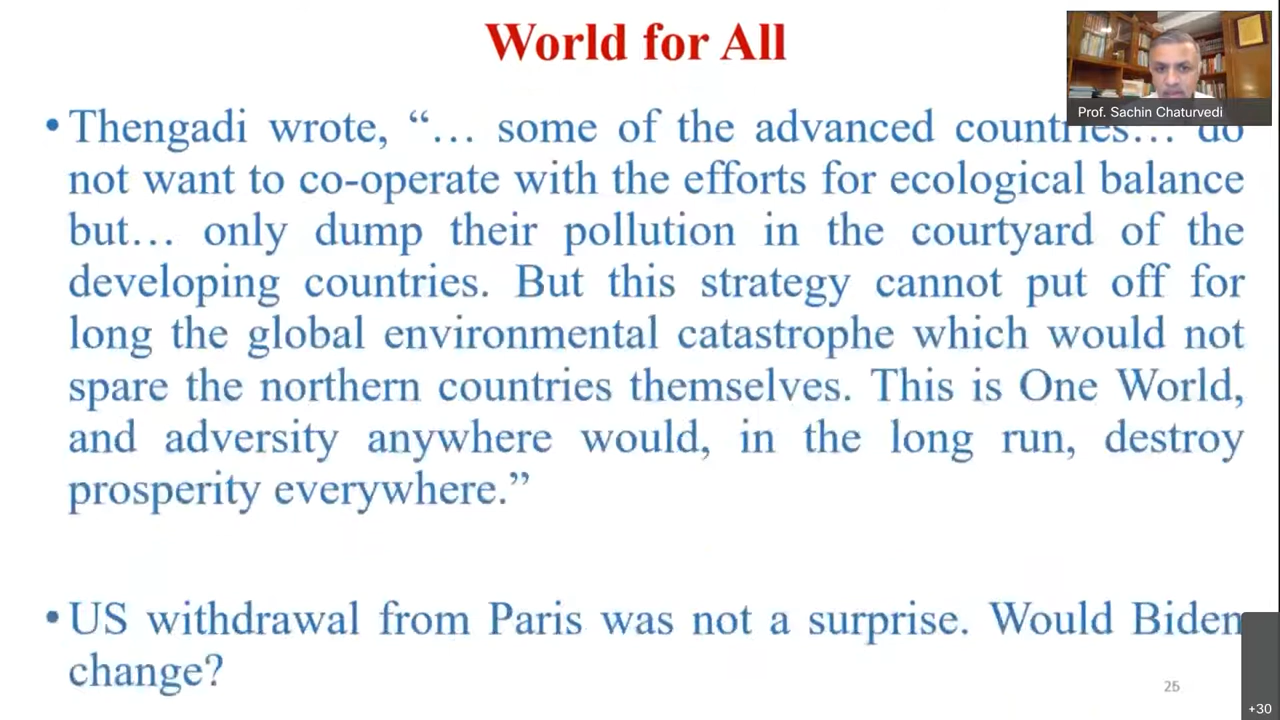 World for All
Prof. Sachin Chaturvedi
• Thengadi wrote, “… some of the advanced countries… do
not want to co-operate with the efforts for ecological balance
but… only dump their pollution in the courtyard of the
developing countries. But this strategy cannot put off for
long the global environmental catastrophe which would not
spare the northern countries themselves. This is One World,
and adversity anywhere would, in the long run, destroy
prosperity everywhere.”
• US withdrawal from Paris was not a surprise. Would Biden
change?
25
+30